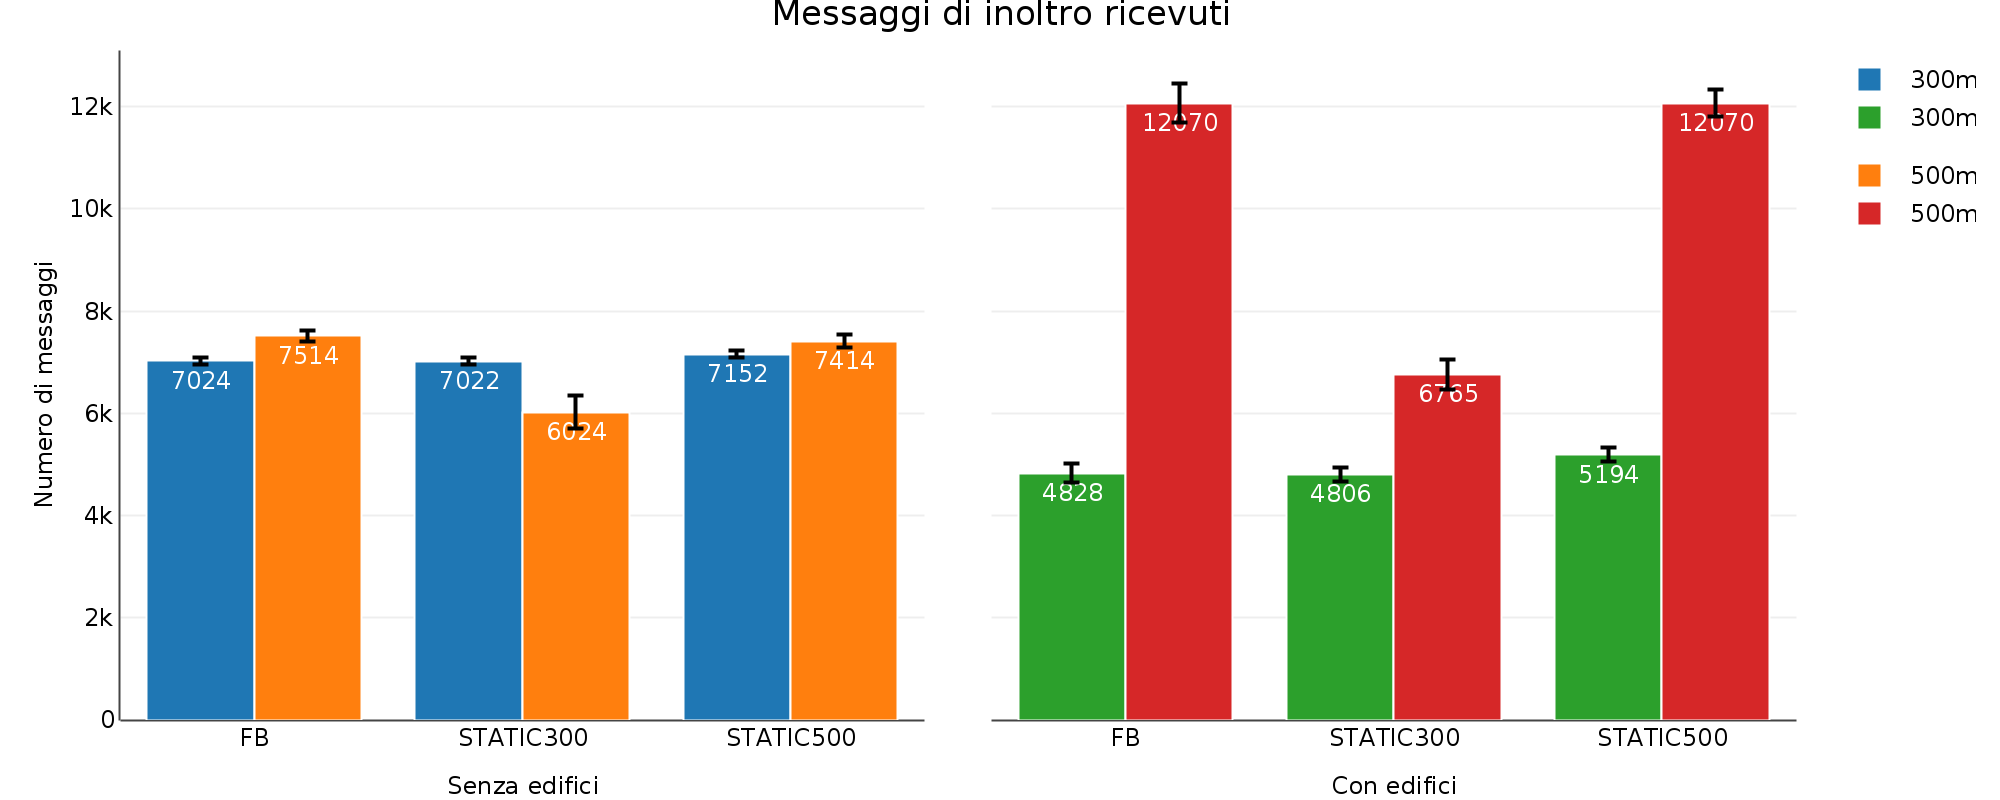 Messaggi di inoltro ricevuti
Numero di messaggi
12k
10k
8k
6k
4k
2k
0
7024
7514
7022
6024
7152
7414
4828
12070
4806
6765
5194
12070
FB
STATIC300
STATIC500
FB
STATIC300
STATIC500
Senza edifici
Con edifici
300m
300m
500m
500m